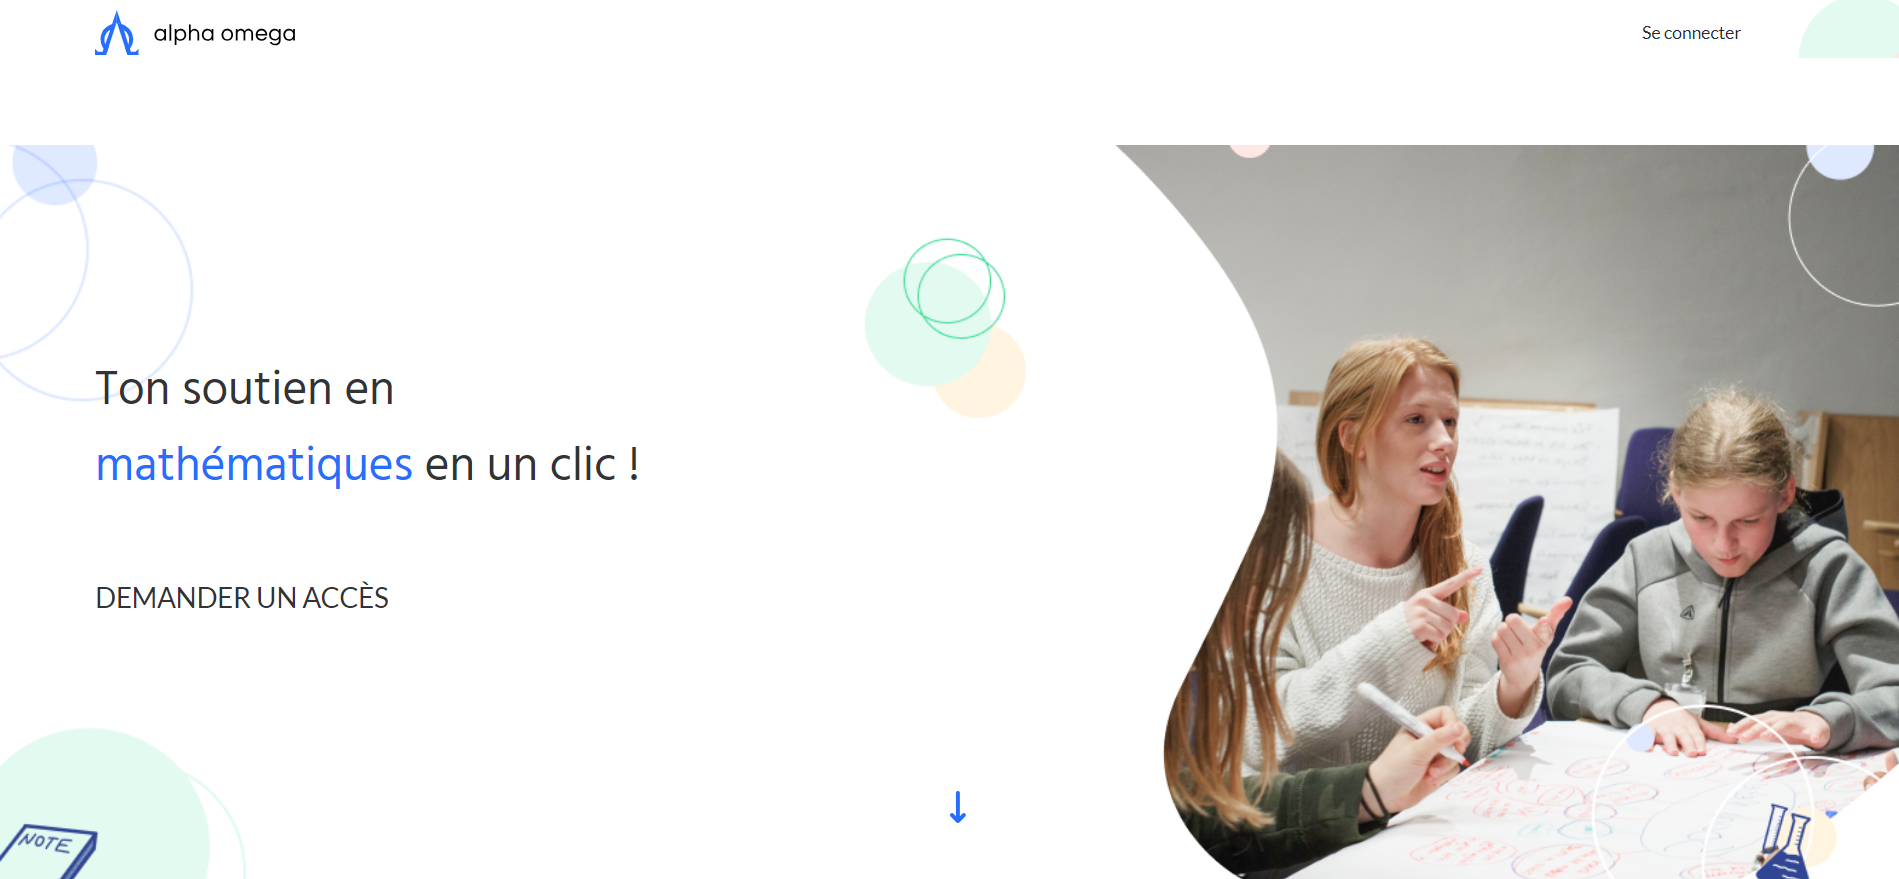 alpha omega
Se connecter
Ton soutien en
mathématiques en un clic !
DEMANDER UN ACCÈS
NOTE